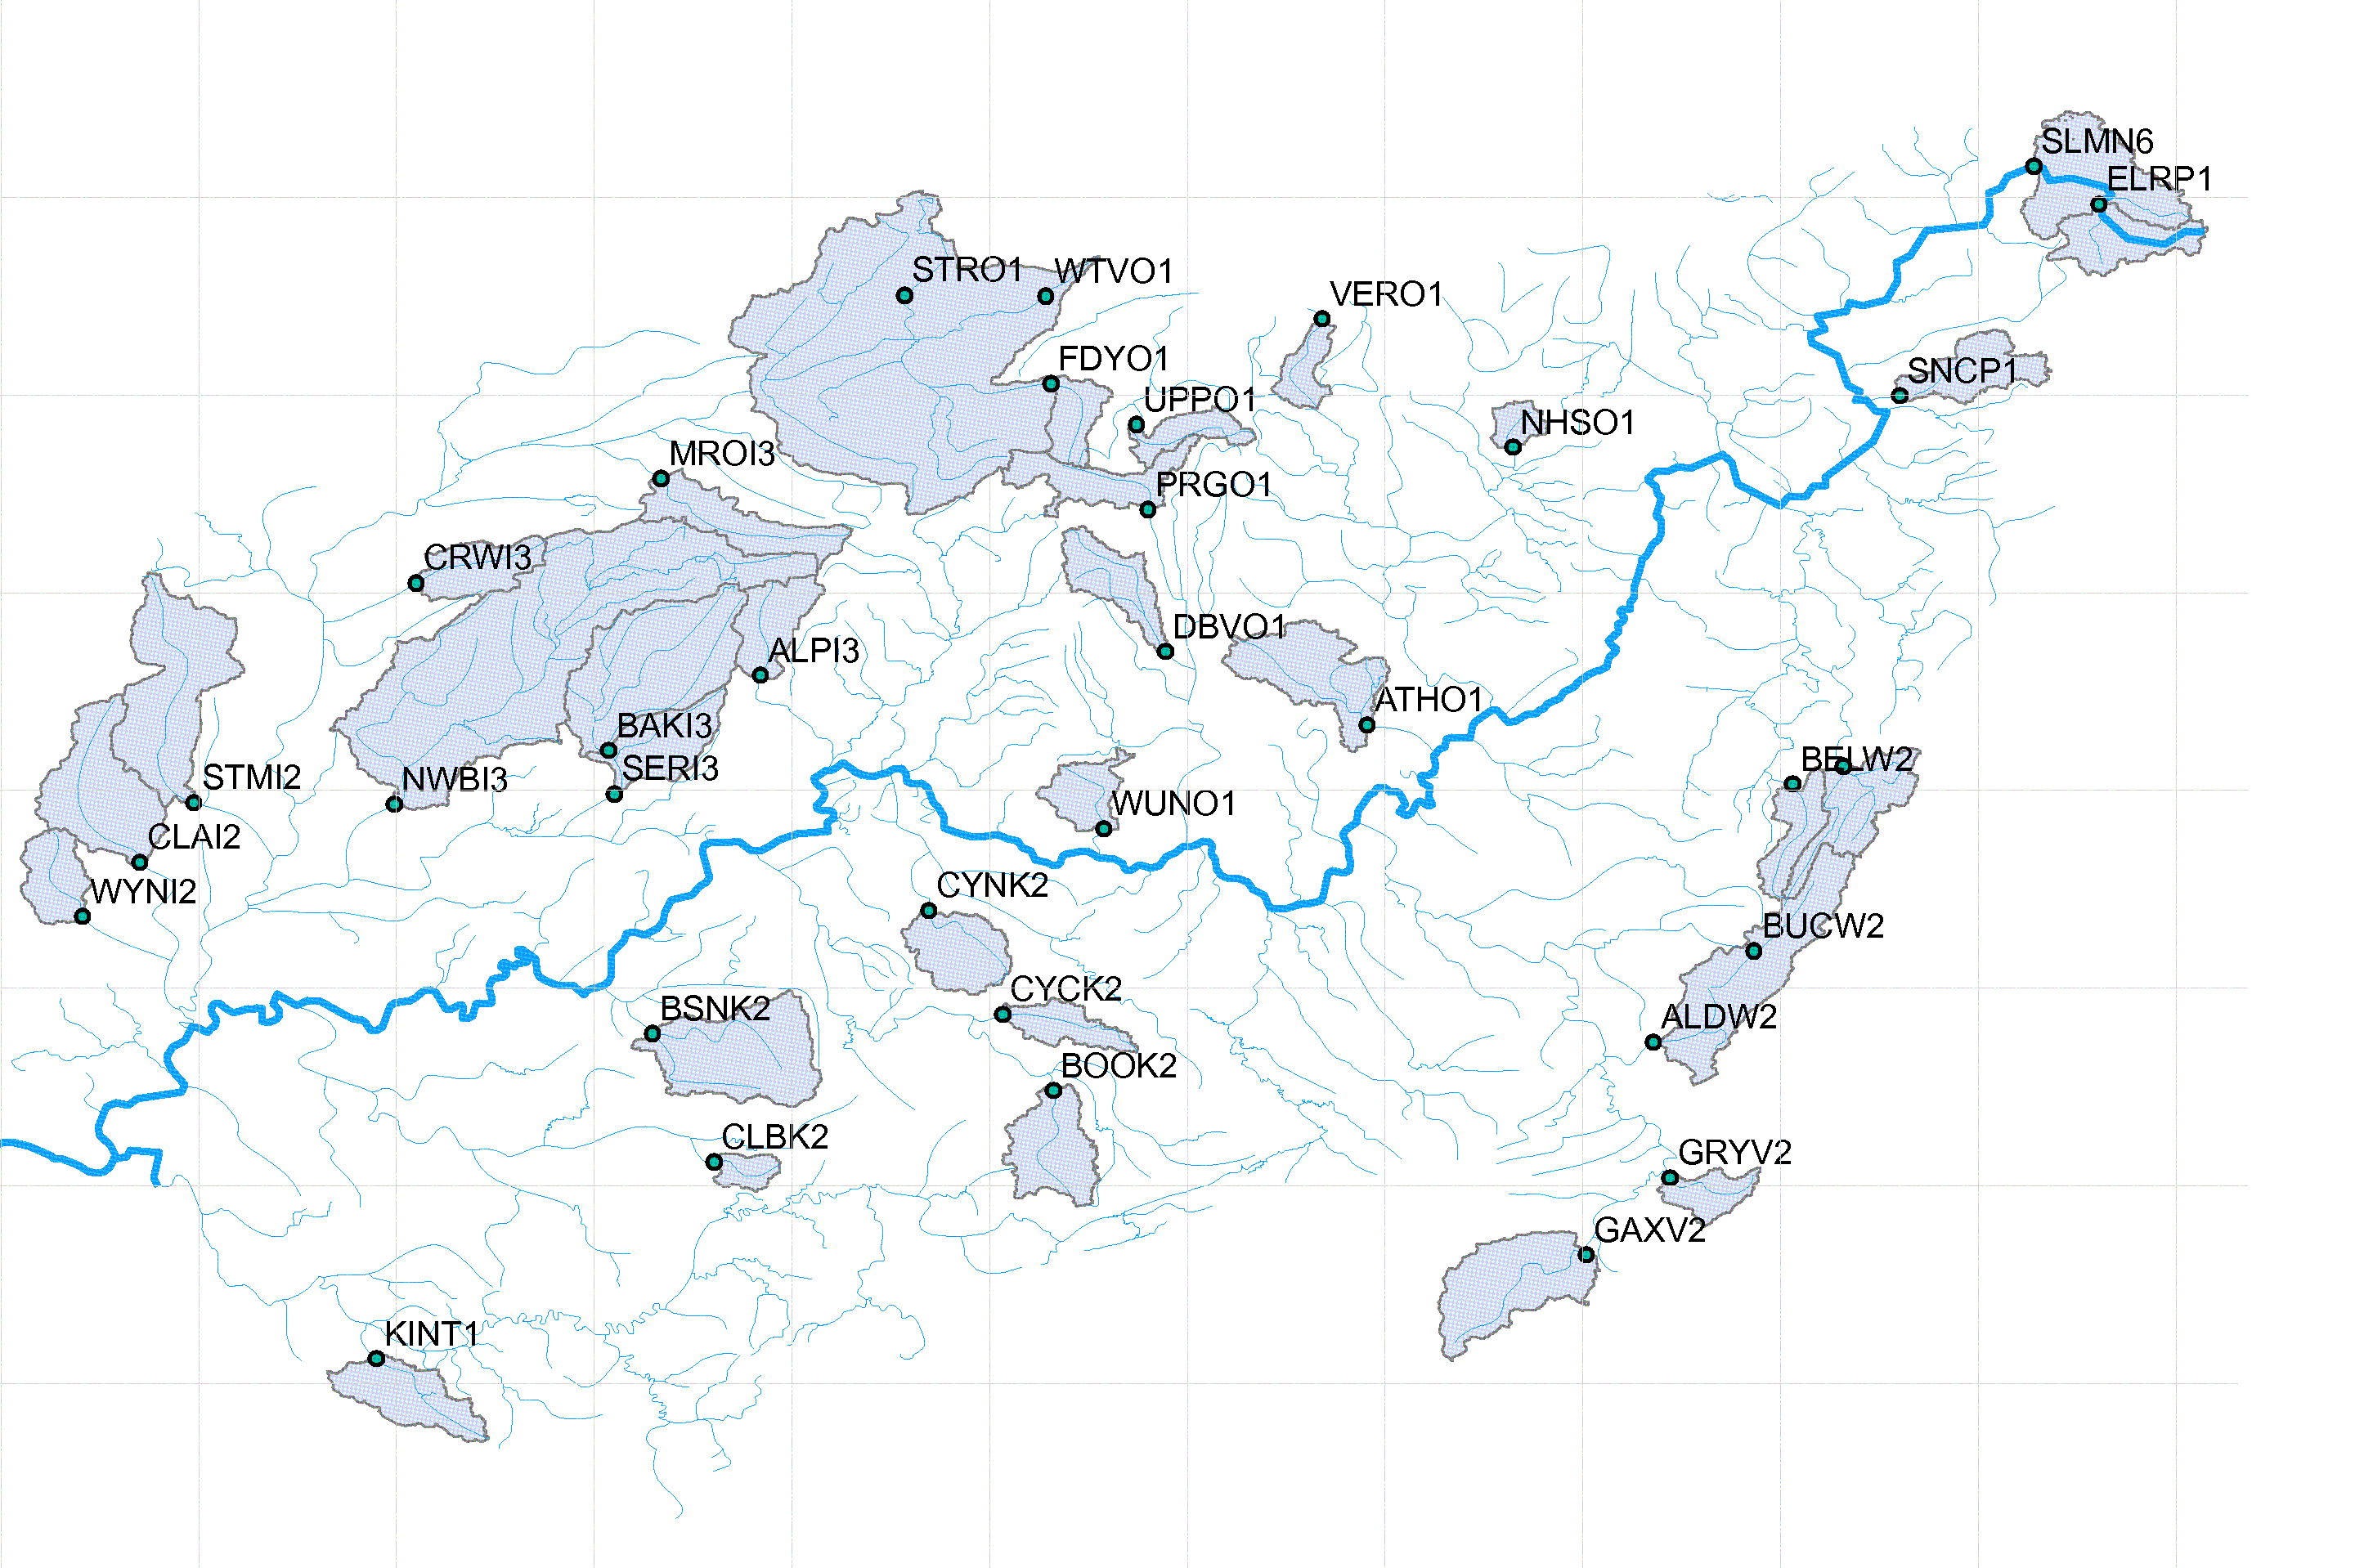 SLMN6
ELRP1
STRO1
WTVO1
VERO1
FDYO1
SNCP1
UPPO1
NHSO1
MROI3
PRGO1
CRWI3
DBVO1
ALPI3
ATHO1
BAKI3
BELW2
SERI3
STMI2
NWBI3
WUNO1
CLAI2
CYNK2
WYNI2
BUCW2
CYCK2
BSNK2
ALDW2
BOOK2
CLBK2
GRYV2
GAXV2
KINT1